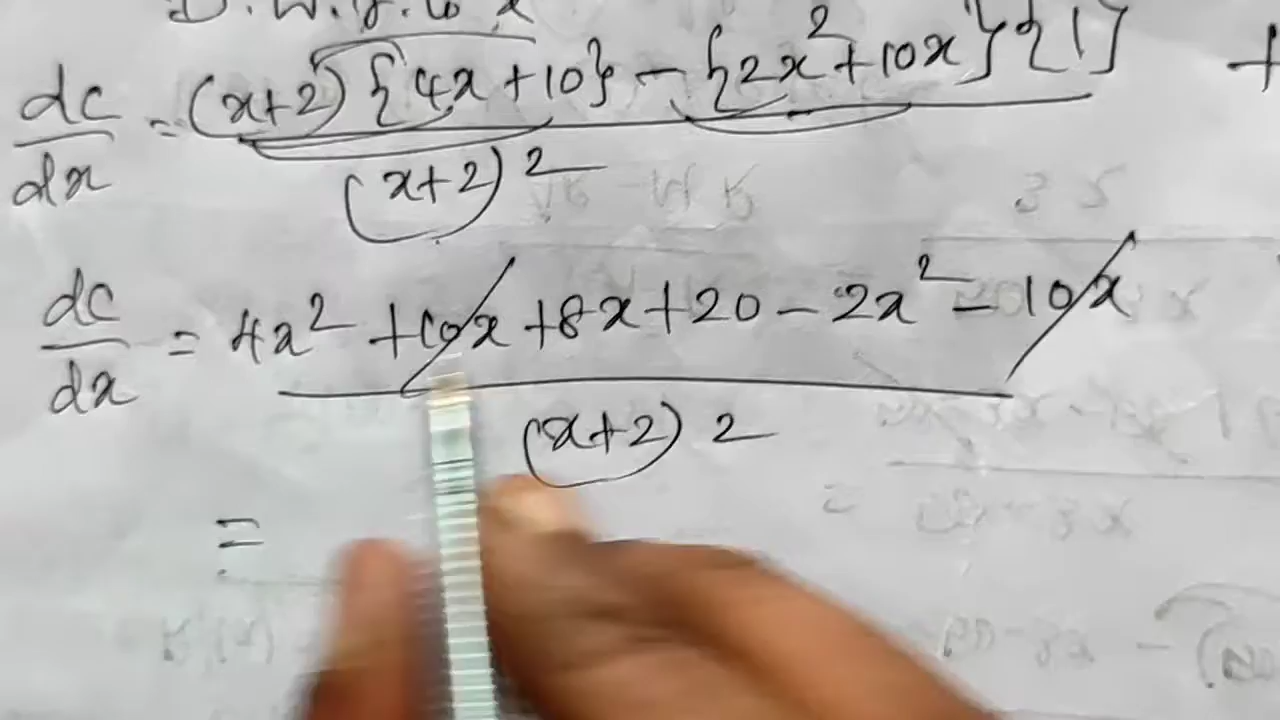 D.W.r.to x
dc/dx = (x+2) {4x+10} - {2x²+10x}{1} +
(x+2)²
dc/dx = 4x² + 10x + 8x + 20 - 2x² - 10x
(x+2)²
=